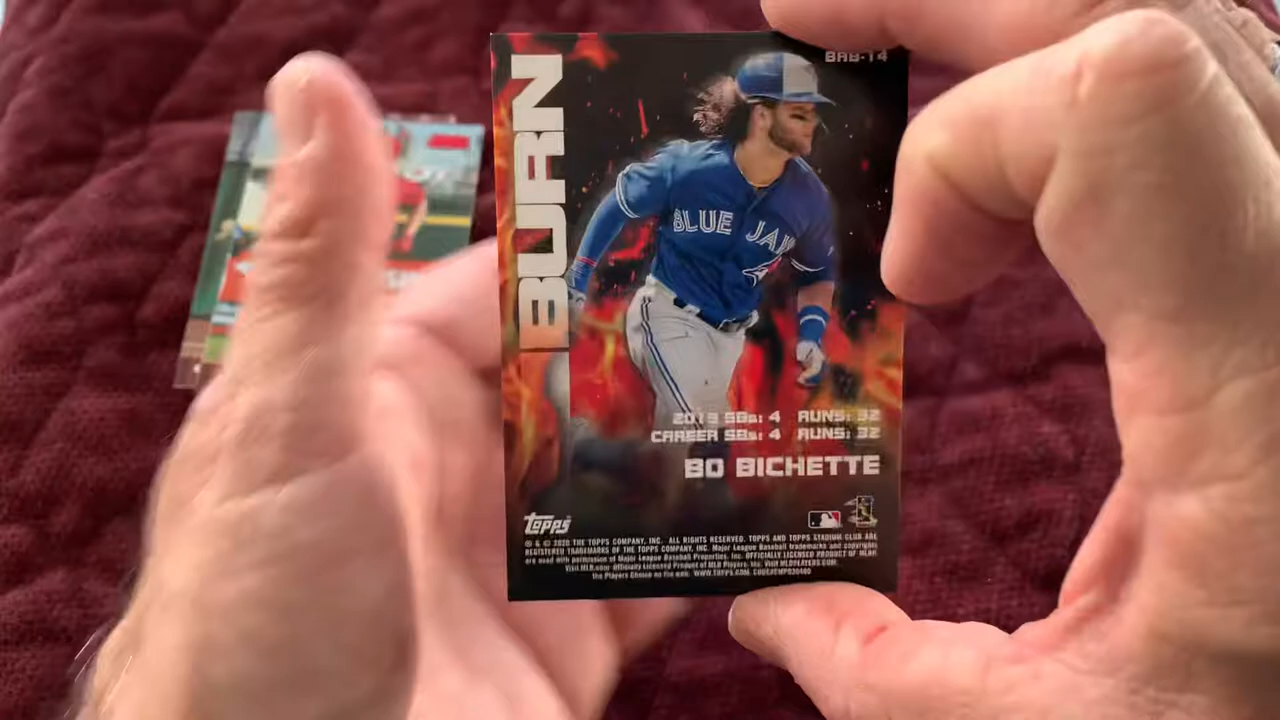 BAB-14
BURN
BLUE JAYS
2019 SBs: 4 RUNS: 32
CAREER SBs: 4 RUNS: 32
BO BICHETTE
Topps
® & © 2020 THE TOPPS COMPANY, INC. ALL RIGHTS RESERVED. TOPPS AND TOPPS STADIUM CLUB ARE
REGISTERED TRADEMARKS OF THE TOPPS COMPANY, INC. Major League Baseball trademarks and copyrights
are used with permission of Major League Baseball Properties, Inc. OFFICIALLY LICENSED PRODUCT OF MLBPI.
Visit MLB.com Officially Licensed Product of MLB Players, Inc. Visit MLBPLAYERS.COM,
the Players Choice on the web. WWW.TOPPS.COM.